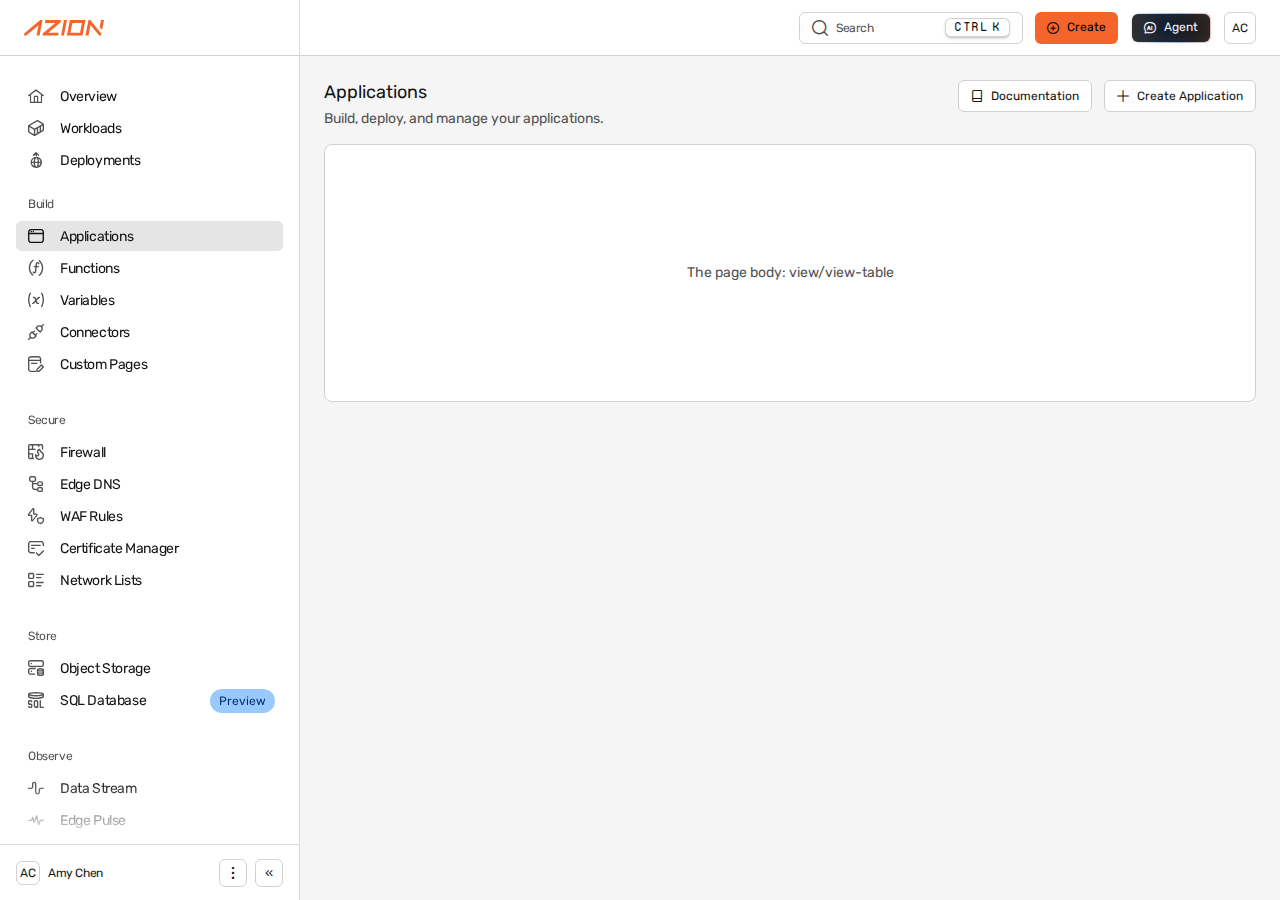 AZION
Search
CTRL K
Create
Agent
AC
Overview
Workloads
Deployments
Build
Applications
Functions
Variables
Connectors
Custom Pages
Secure
Firewall
Edge DNS
WAF Rules
Certificate Manager
Network Lists
Store
Object Storage
SQL Database
Preview
Observe
Data Stream
Edge Pulse
AC
Amy Chen
Applications
Build, deploy, and manage your applications.
Documentation
Create Application
The page body: view/view-table